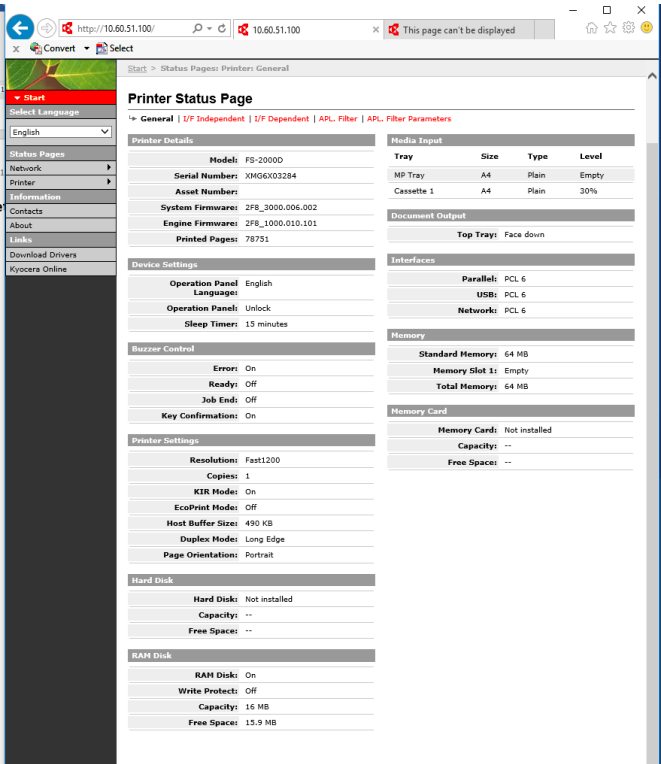 http://10.60.51.100/
10.60.51.100
This page can't be displayed
x Convert Select
Start > Status Pages: Printer: General
Start
Select Language
English
Status Pages
Network
Printer
Information
Contacts
About
Links
Download Drivers
Kyocera Online
Printer Status Page
General | I/F Independent | I/F Dependent | APL. Filter | APL. Filter Parameters
Printer Details
Model: FS-2000D
Serial Number: XMG6X03284
Asset Number:
System Firmware: 2F8_3000.006.002
Engine Firmware: 2F8_1000.010.101
Printed Pages: 78751
Device Settings
Operation Panel English
Language:
Operation Panel: Unlock
Sleep Timer: 15 minutes
Buzzer Control
Error: On
Ready: Off
Job End: Off
Key Confirmation: On
Printer Settings
Resolution: Fast1200
Copies: 1
KIR Mode: On
EcoPrint Mode: Off
Host Buffer Size: 490 KB
Duplex Mode: Long Edge
Page Orientation: Portrait
Hard Disk
Hard Disk: Not installed
Capacity: --
Free Space: --
RAM Disk
RAM Disk: On
Write Protect: Off
Capacity: 16 MB
Free Space: 15.9 MB
Media Input
Tray Size Type Level
MP Tray A4 Plain Empty
Cassette 1 A4 Plain 30%
Document Output
Top Tray: Face down
Interfaces
Parallel: PCL 6
USB: PCL 6
Network: PCL 6
Memory
Standard Memory: 64 MB
Memory Slot 1: Empty
Total Memory: 64 MB
Memory Card
Memory Card: Not installed
Capacity: --
Free Space: --